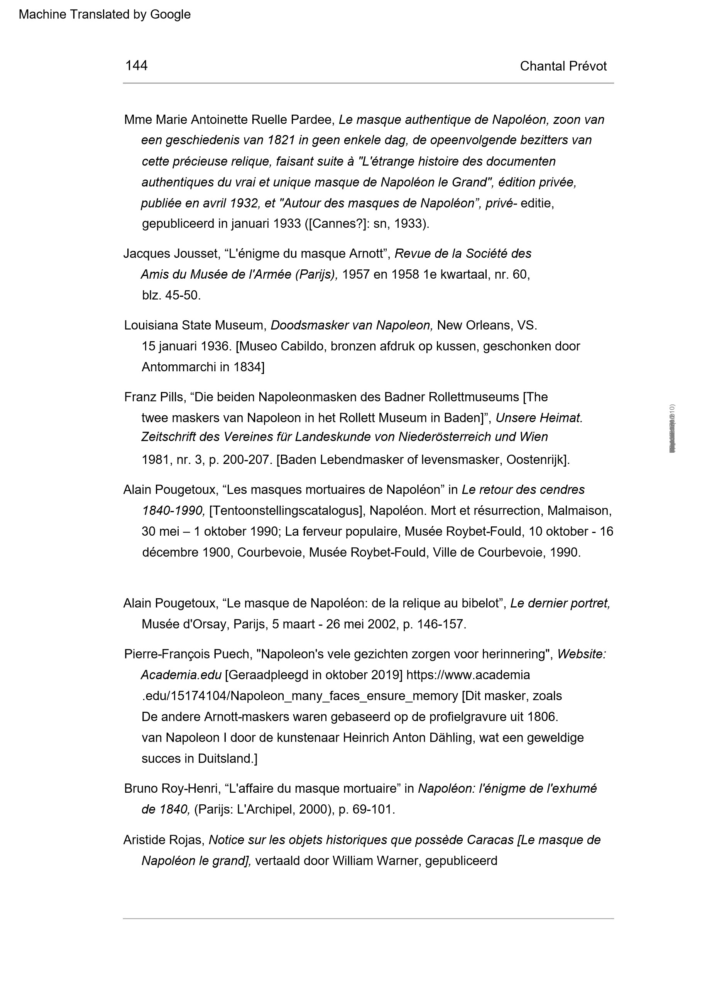 Machine Translated by Google
144
Chantal Prévot
Mme Marie Antoinette Ruelle Pardee, Le masque authentique de Napoléon, zoon van
een geschiedenis van 1821 in geen enkele dag, de opeenvolgende bezitters van
cette précieuse relique, faisant suite à "L'étrange histoire des documenten
authentiques du vrai et unique masque de Napoléon le Grand", édition privée,
publiée en avril 1932, et "Autour des masques de Napoléon”, privé- editie,
gepubliceerd in januari 1933 ([Cannes?]: sn, 1933).
Jacques Jousset, “L'énigme du masque Arnott”, Revue de la Société des
Amis du Musée de l'Armée (Parijs), 1957 en 1958 1e kwartaal, nr. 60,
blz. 45-50.
Louisiana State Museum, Doodsmasker van Napoleon, New Orleans, VS.
15 januari 1936. [Museo Cabildo, bronzen afdruk op kussen, geschonken door
Antommarchi in 1834]
Franz Pills, “Die beiden Napoleonmasken des Badner Rollettmuseums [The
twee maskers van Napoleon in het Rollett Museum in Baden]”, Unsere Heimat.
Zeitschrift des Vereines für Landeskunde von Niederösterreich und Wien
1981, nr. 3, p. 200-207. [Baden Lebendmasker of levensmasker, Oostenrijk].
Alain Pougetoux, “Les masques mortuaires de Napoléon” in Le retour des cendres
1840-1990, [Tentoonstellingscatalogus], Napoléon. Mort et résurrection, Malmaison,
30 mei – 1 oktober 1990; La ferveur populaire, Musée Roybet-Fould, 10 oktober - 16
décembre 1900, Courbevoie, Musée Roybet-Fould, Ville de Courbevoie, 1990.
Alain Pougetoux, “Le masque de Napoléon: de la relique au bibelot”, Le dernier portret,
Musée d'Orsay, Parijs, 5 maart - 26 mei 2002, p. 146-157.
Pierre-François Puech, "Napoleon's vele gezichten zorgen voor herinnering", Website:
Academia.edu [Geraadpleegd in oktober 2019] https://www.academia
.edu/15174104/Napoleon_many_faces_ensure_memory [Dit masker, zoals
De andere Arnott-maskers waren gebaseerd op de profielgravure uit 1806.
van Napoleon I door de kunstenaar Heinrich Anton Dähling, wat een geweldige
succes in Duitsland.]
Bruno Roy-Henri, “L'affaire du masque mortuaire” in Napoléon: l'énigme de l'exhumé
de 1840, (Parijs: L'Archipel, 2000), p. 69-101.
Aristide Rojas, Notice sur les objets historiques que possède Caracas [Le masque de
Napoléon le grand], vertaald door William Warner, gepubliceerd